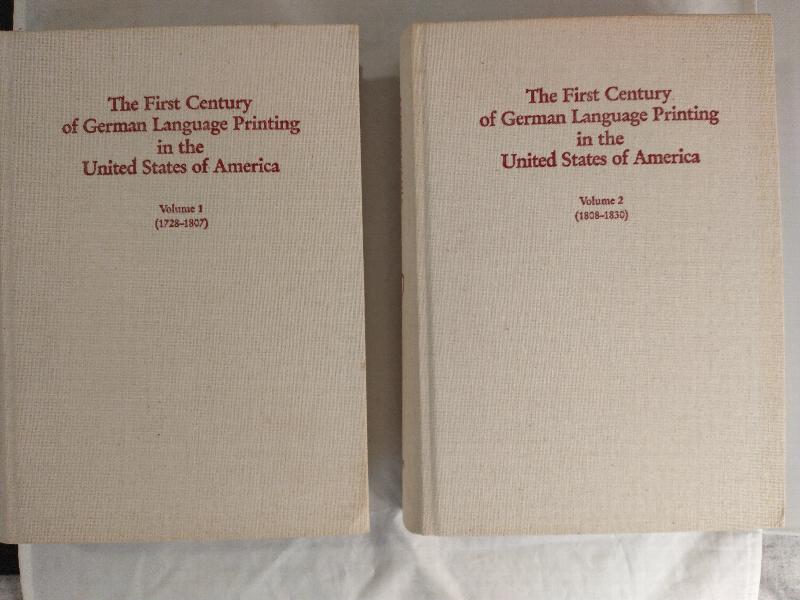 The First Century
of German Language Printing
in the
United States of America
Volume 1
(1728–1807)
The First Century
of German Language Printing
in the
United States of America
Volume 2
(1808–1830)